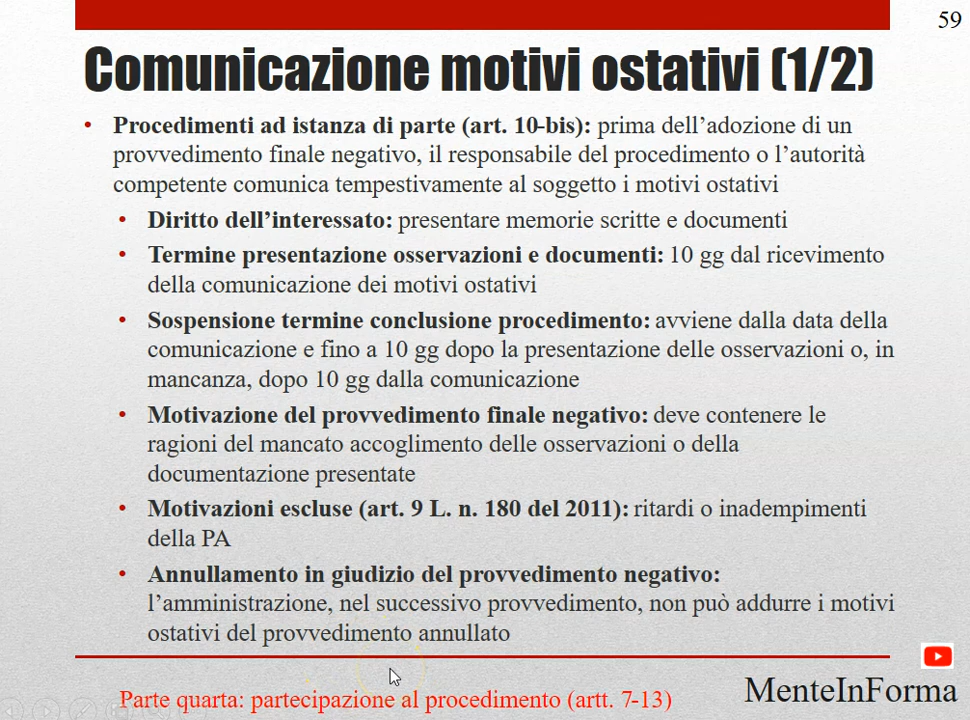 59
Comunicazione motivi ostativi (1/2)
• Procedimenti ad istanza di parte (art. 10-bis): prima dell’adozione di un
provvedimento finale negativo, il responsabile del procedimento o l’autorità
competente comunica tempestivamente al soggetto i motivi ostativi
• Diritto dell’interessato: presentare memorie scritte e documenti
• Termine presentazione osservazioni e documenti: 10 gg dal ricevimento
della comunicazione dei motivi ostativi
• Sospensione termine conclusione procedimento: avviene dalla data della
comunicazione e fino a 10 gg dopo la presentazione delle osservazioni o, in
mancanza, dopo 10 gg dalla comunicazione
• Motivazione del provvedimento finale negativo: deve contenere le
ragioni del mancato accoglimento delle osservazioni o della
documentazione presentate
• Motivazioni escluse (art. 9 L. n. 180 del 2011): ritardi o inadempimenti
della PA
• Annullamento in giudizio del provvedimento negativo:
l’amministrazione, nel successivo provvedimento, non può addurre i motivi
ostativi del provvedimento annullato
Parte quarta: partecipazione al procedimento (artt. 7-13)
MenteInForma